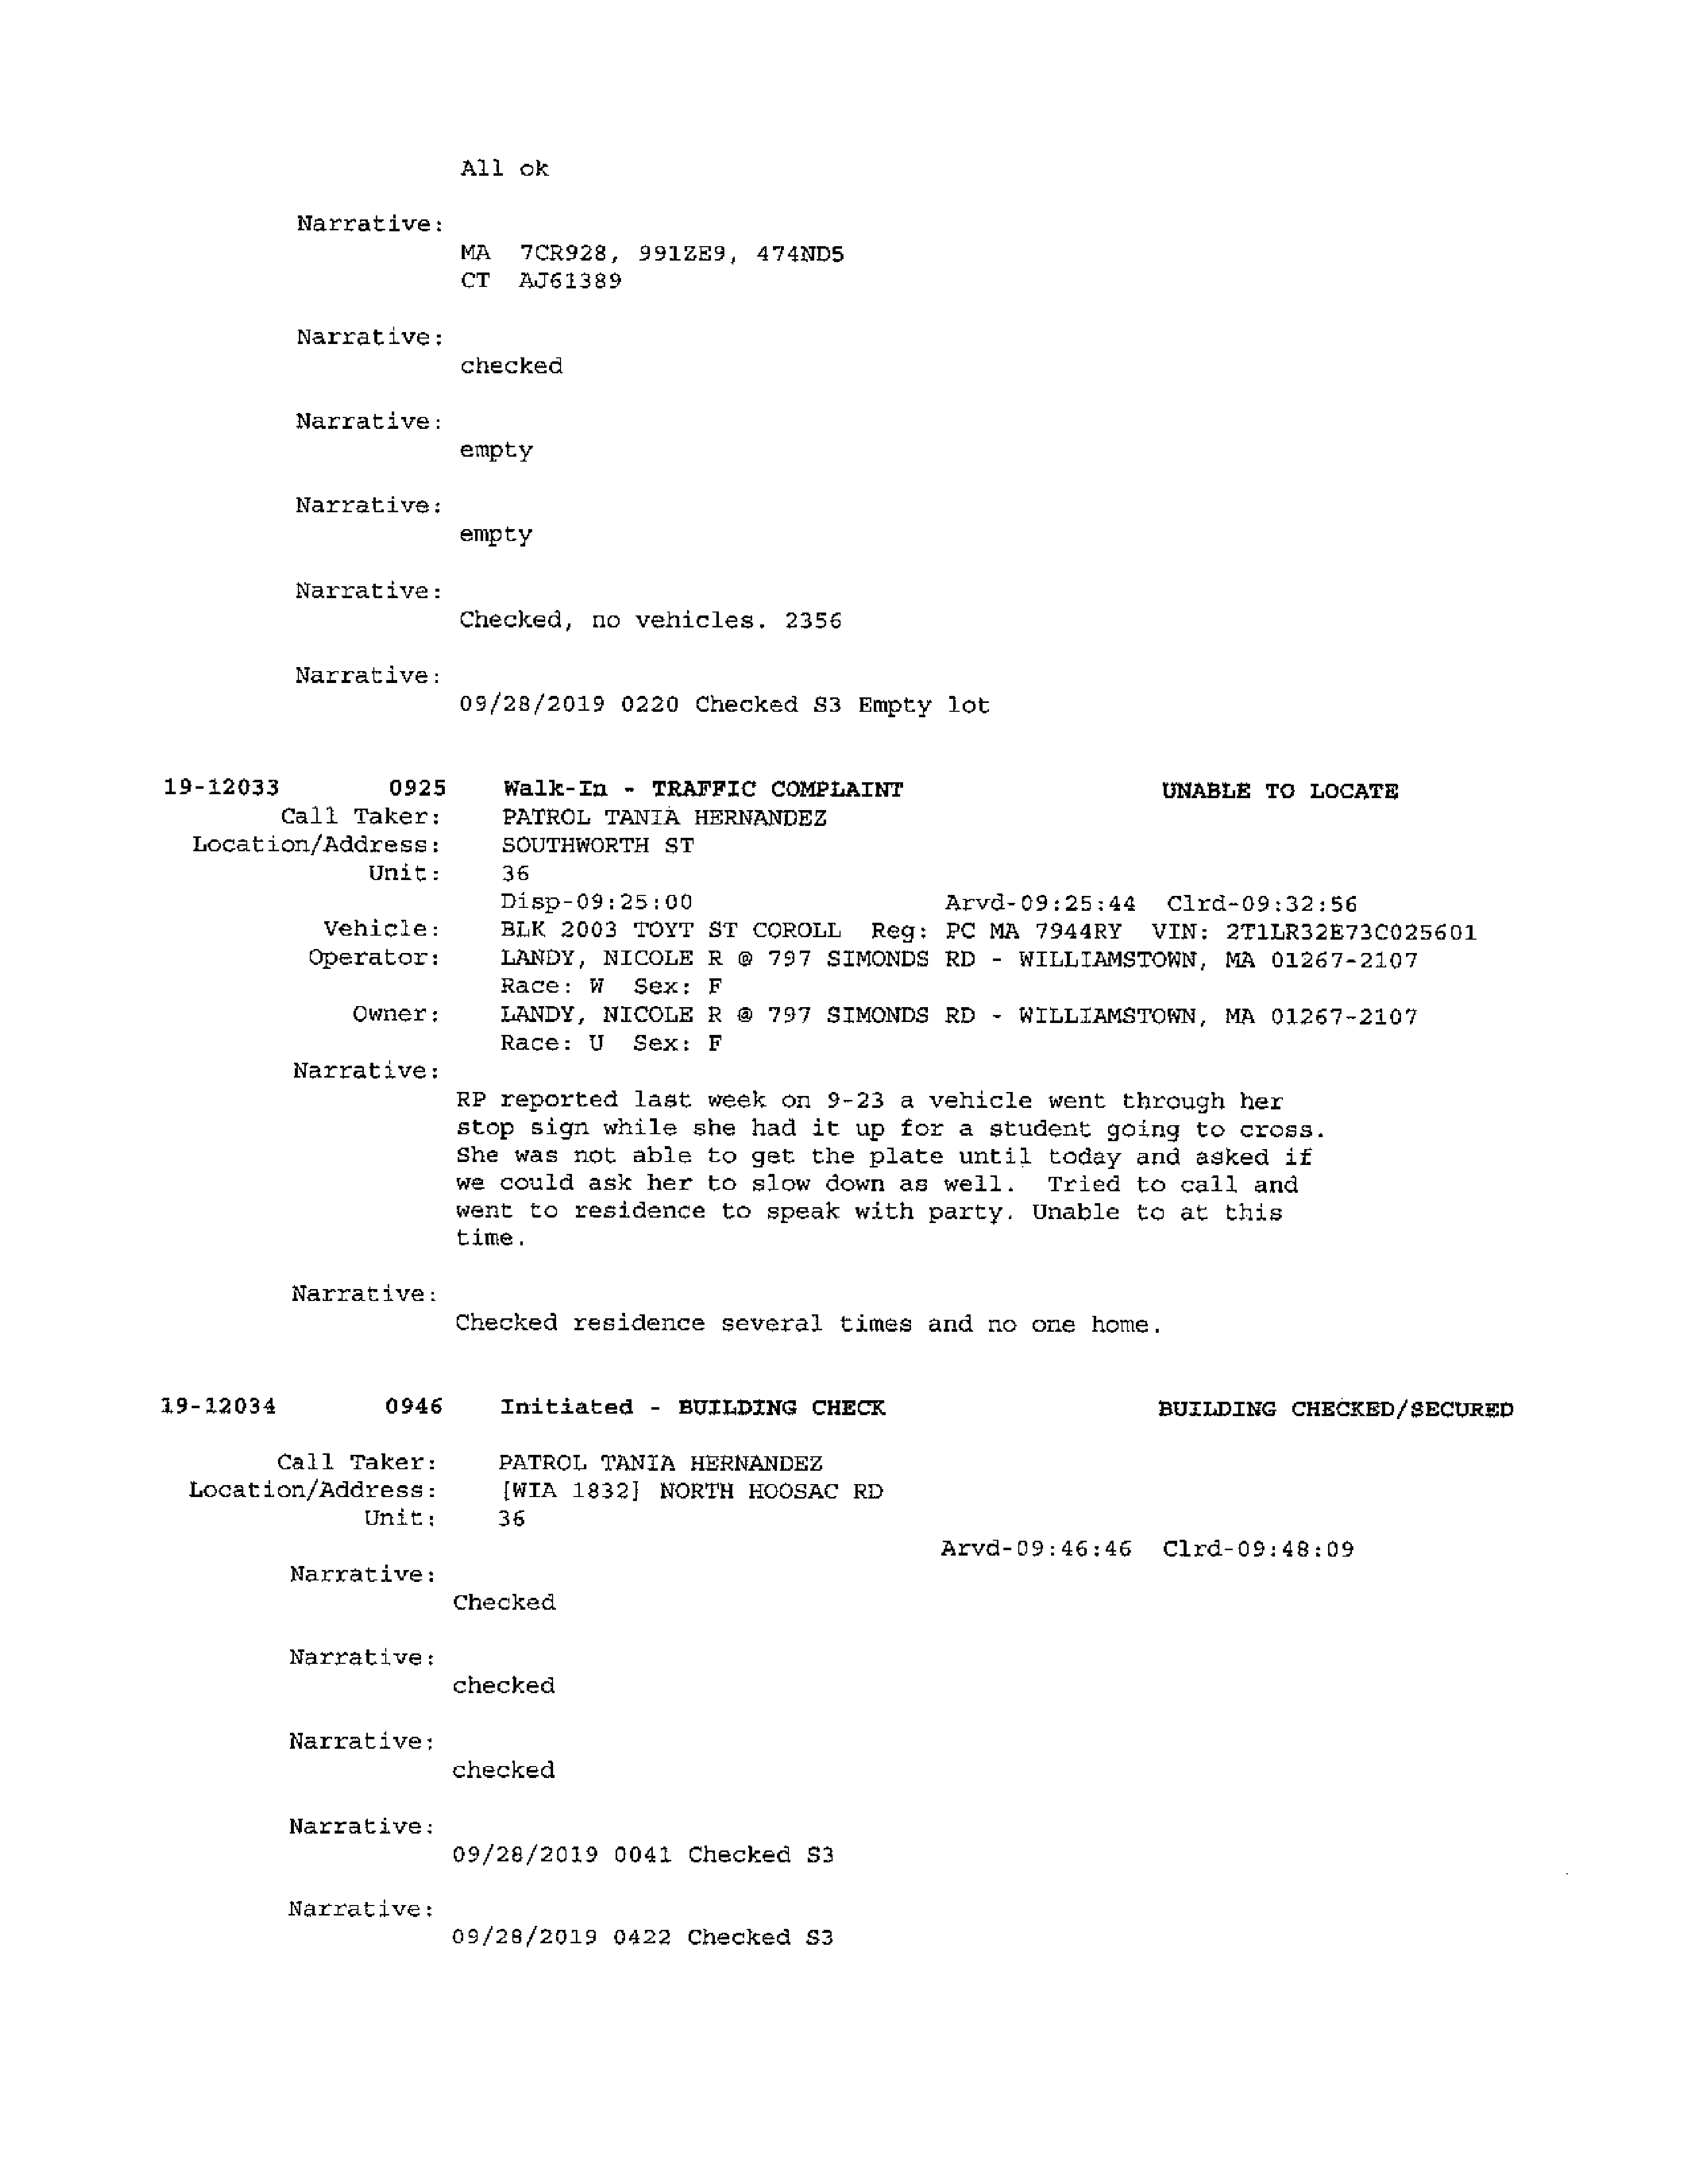 All ok
Narrative:
MA 7CR928, 991ZE9, 474ND5
CT AJ61389
Narrative:
checked
Narrative:
empty
Narrative:
empty
Narrative:
Checked, no vehicles. 2356
Narrative:
09/28/2019 0220 Checked S3 Empty lot
19-12033 0925 Walk-In - TRAFFIC COMPLAINT UNABLE TO LOCATE
Call Taker: PATROL TANIA HERNANDEZ
Location/Address: SOUTHWORTH ST
Unit: 36
Disp-09:25:00 Arvd-09:25:44 Clrd-09:32:56
Vehicle: BLK 2003 TOYT ST COROLL Reg: PC MA 7944RY VIN: 2T1LR32E73C025601
Operator: LANDY, NICOLE R @ 797 SIMONDS RD - WILLIAMSTOWN, MA 01267-2107
Race: W Sex: F
Owner: LANDY, NICOLE R @ 797 SIMONDS RD - WILLIAMSTOWN, MA 01267-2107
Race: U Sex: F
Narrative:
RP reported last week on 9-23 a vehicle went through her
stop sign while she had it up for a student going to cross.
She was not able to get the plate until today and asked if
we could ask her to slow down as well. Tried to call and
went to residence to speak with party. Unable to at this
time.
Narrative:
Checked residence several times and no one home.
19-12034 0946 Initiated - BUILDING CHECK BUILDING CHECKED/SECURED
Call Taker: PATROL TANIA HERNANDEZ
Location/Address: [WIA 1832] NORTH HOOSAC RD
Unit: 36
Arvd-09:46:46 Clrd-09:48:09
Narrative:
Checked
Narrative:
checked
Narrative:
checked
Narrative:
09/28/2019 0041 Checked S3
Narrative:
09/28/2019 0422 Checked S3